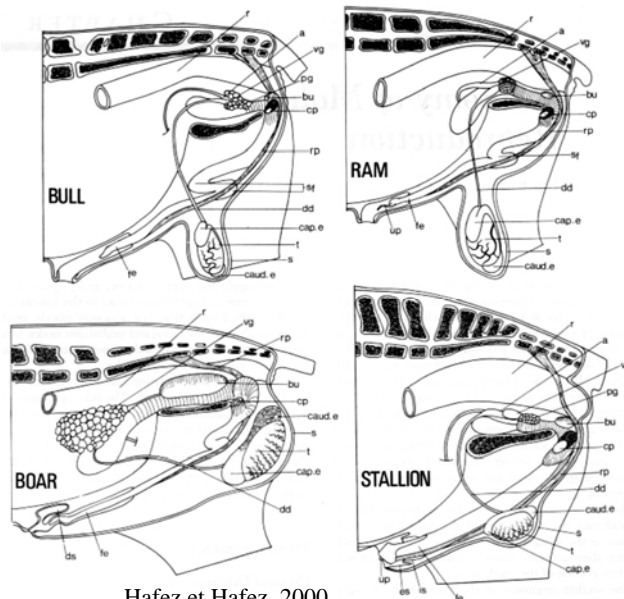 r
a
vg
pg
bu
cp
rp
sf
BULL
dd
cap.e
t
s
caud.e
fe
r
a
vg
bu
cp
rp
sf
RAM
dd
up
fe
cap.e
t
s
caud.e
r
vg
rp
bu
cp
caud.e
s
t
cap.e
BOAR
dd
ds
fe
r
a
v
pg
bu
cp
rp
dd
STALLION
caud.e
s
t
cap.e
up
es
is
fe
Hafez et Hafez, 2000